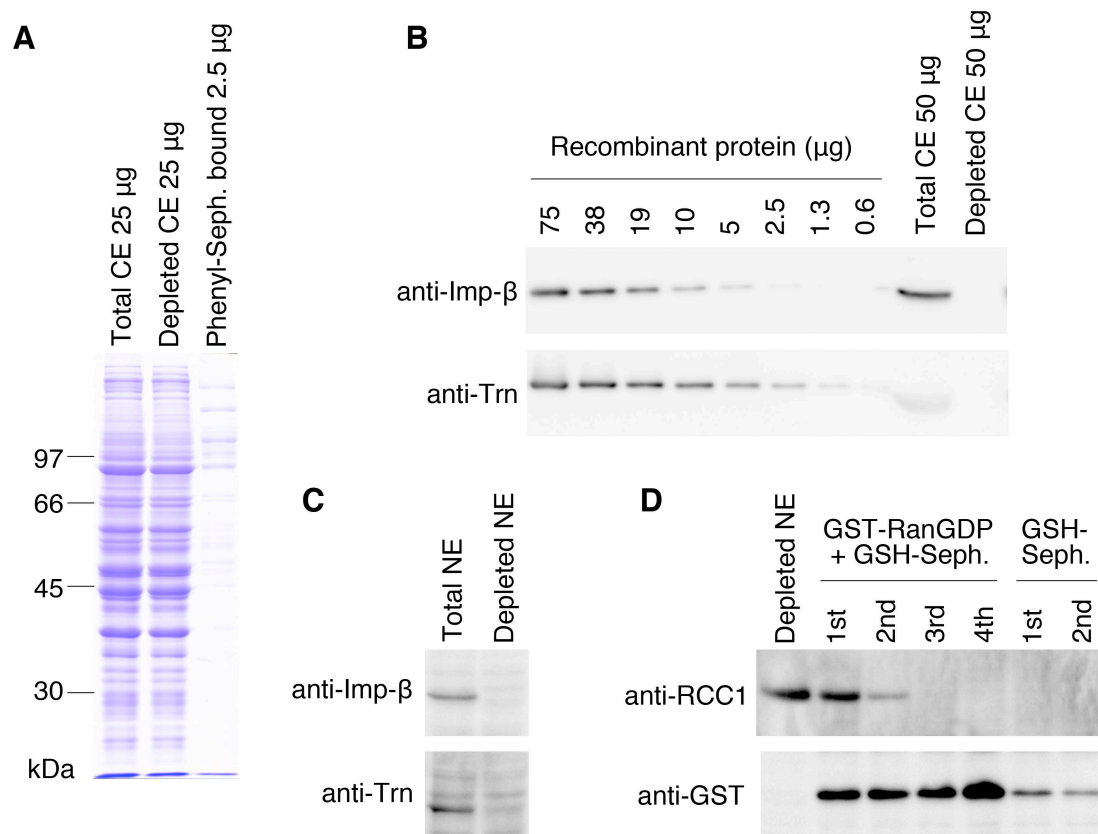 A
Total CE 25 µg
Depleted CE 25 µg
Phenyl-Seph. bound 2.5 µg
97
66
45
30
kDa
B
Recombinant protein (µg)
75
38
19
10
5
2.5
1.3
0.6
Total CE 50 µg
Depleted CE 50 µg
anti-Imp-β
anti-Trn
C
Total NE
Depleted NE
anti-Imp-β
anti-Trn
D
Depleted NE
GST-RanGDP
+ GSH-Seph.
GSH-
Seph.
1st
2nd
3rd
4th
1st
2nd
anti-RCC1
anti-GST